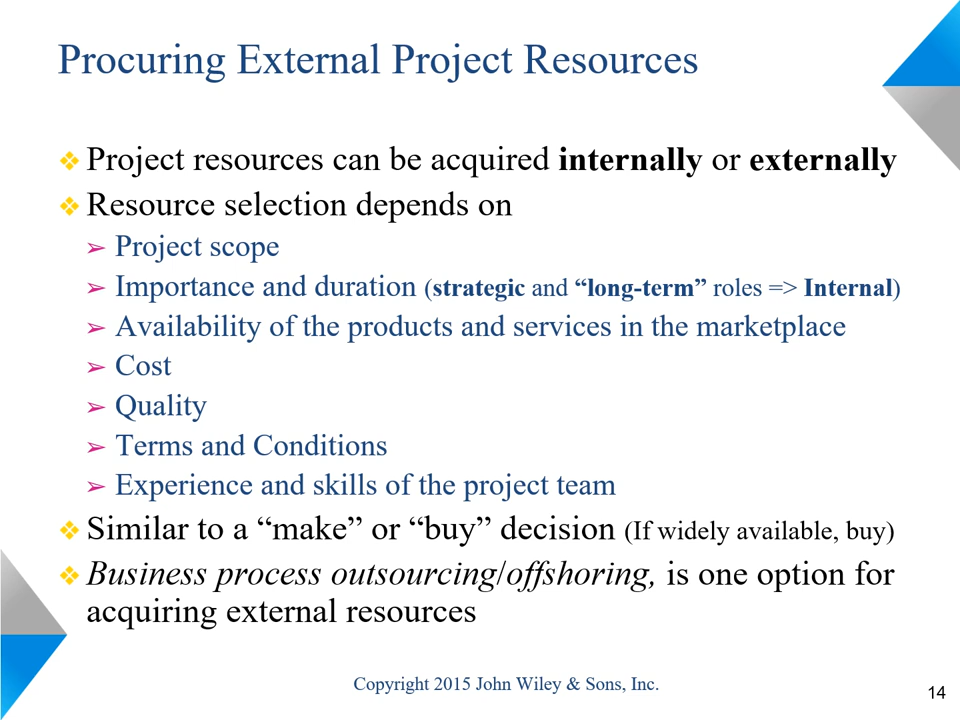 Procuring External Project Resources
❖ Project resources can be acquired internally or externally
❖ Resource selection depends on
➢ Project scope
➢ Importance and duration (strategic and “long-term” roles => Internal)
➢ Availability of the products and services in the marketplace
➢ Cost
➢ Quality
➢ Terms and Conditions
➢ Experience and skills of the project team
❖ Similar to a “make” or “buy” decision (If widely available, buy)
❖ Business process outsourcing/offshoring, is one option for
acquiring external resources
Copyright 2015 John Wiley & Sons, Inc.
14